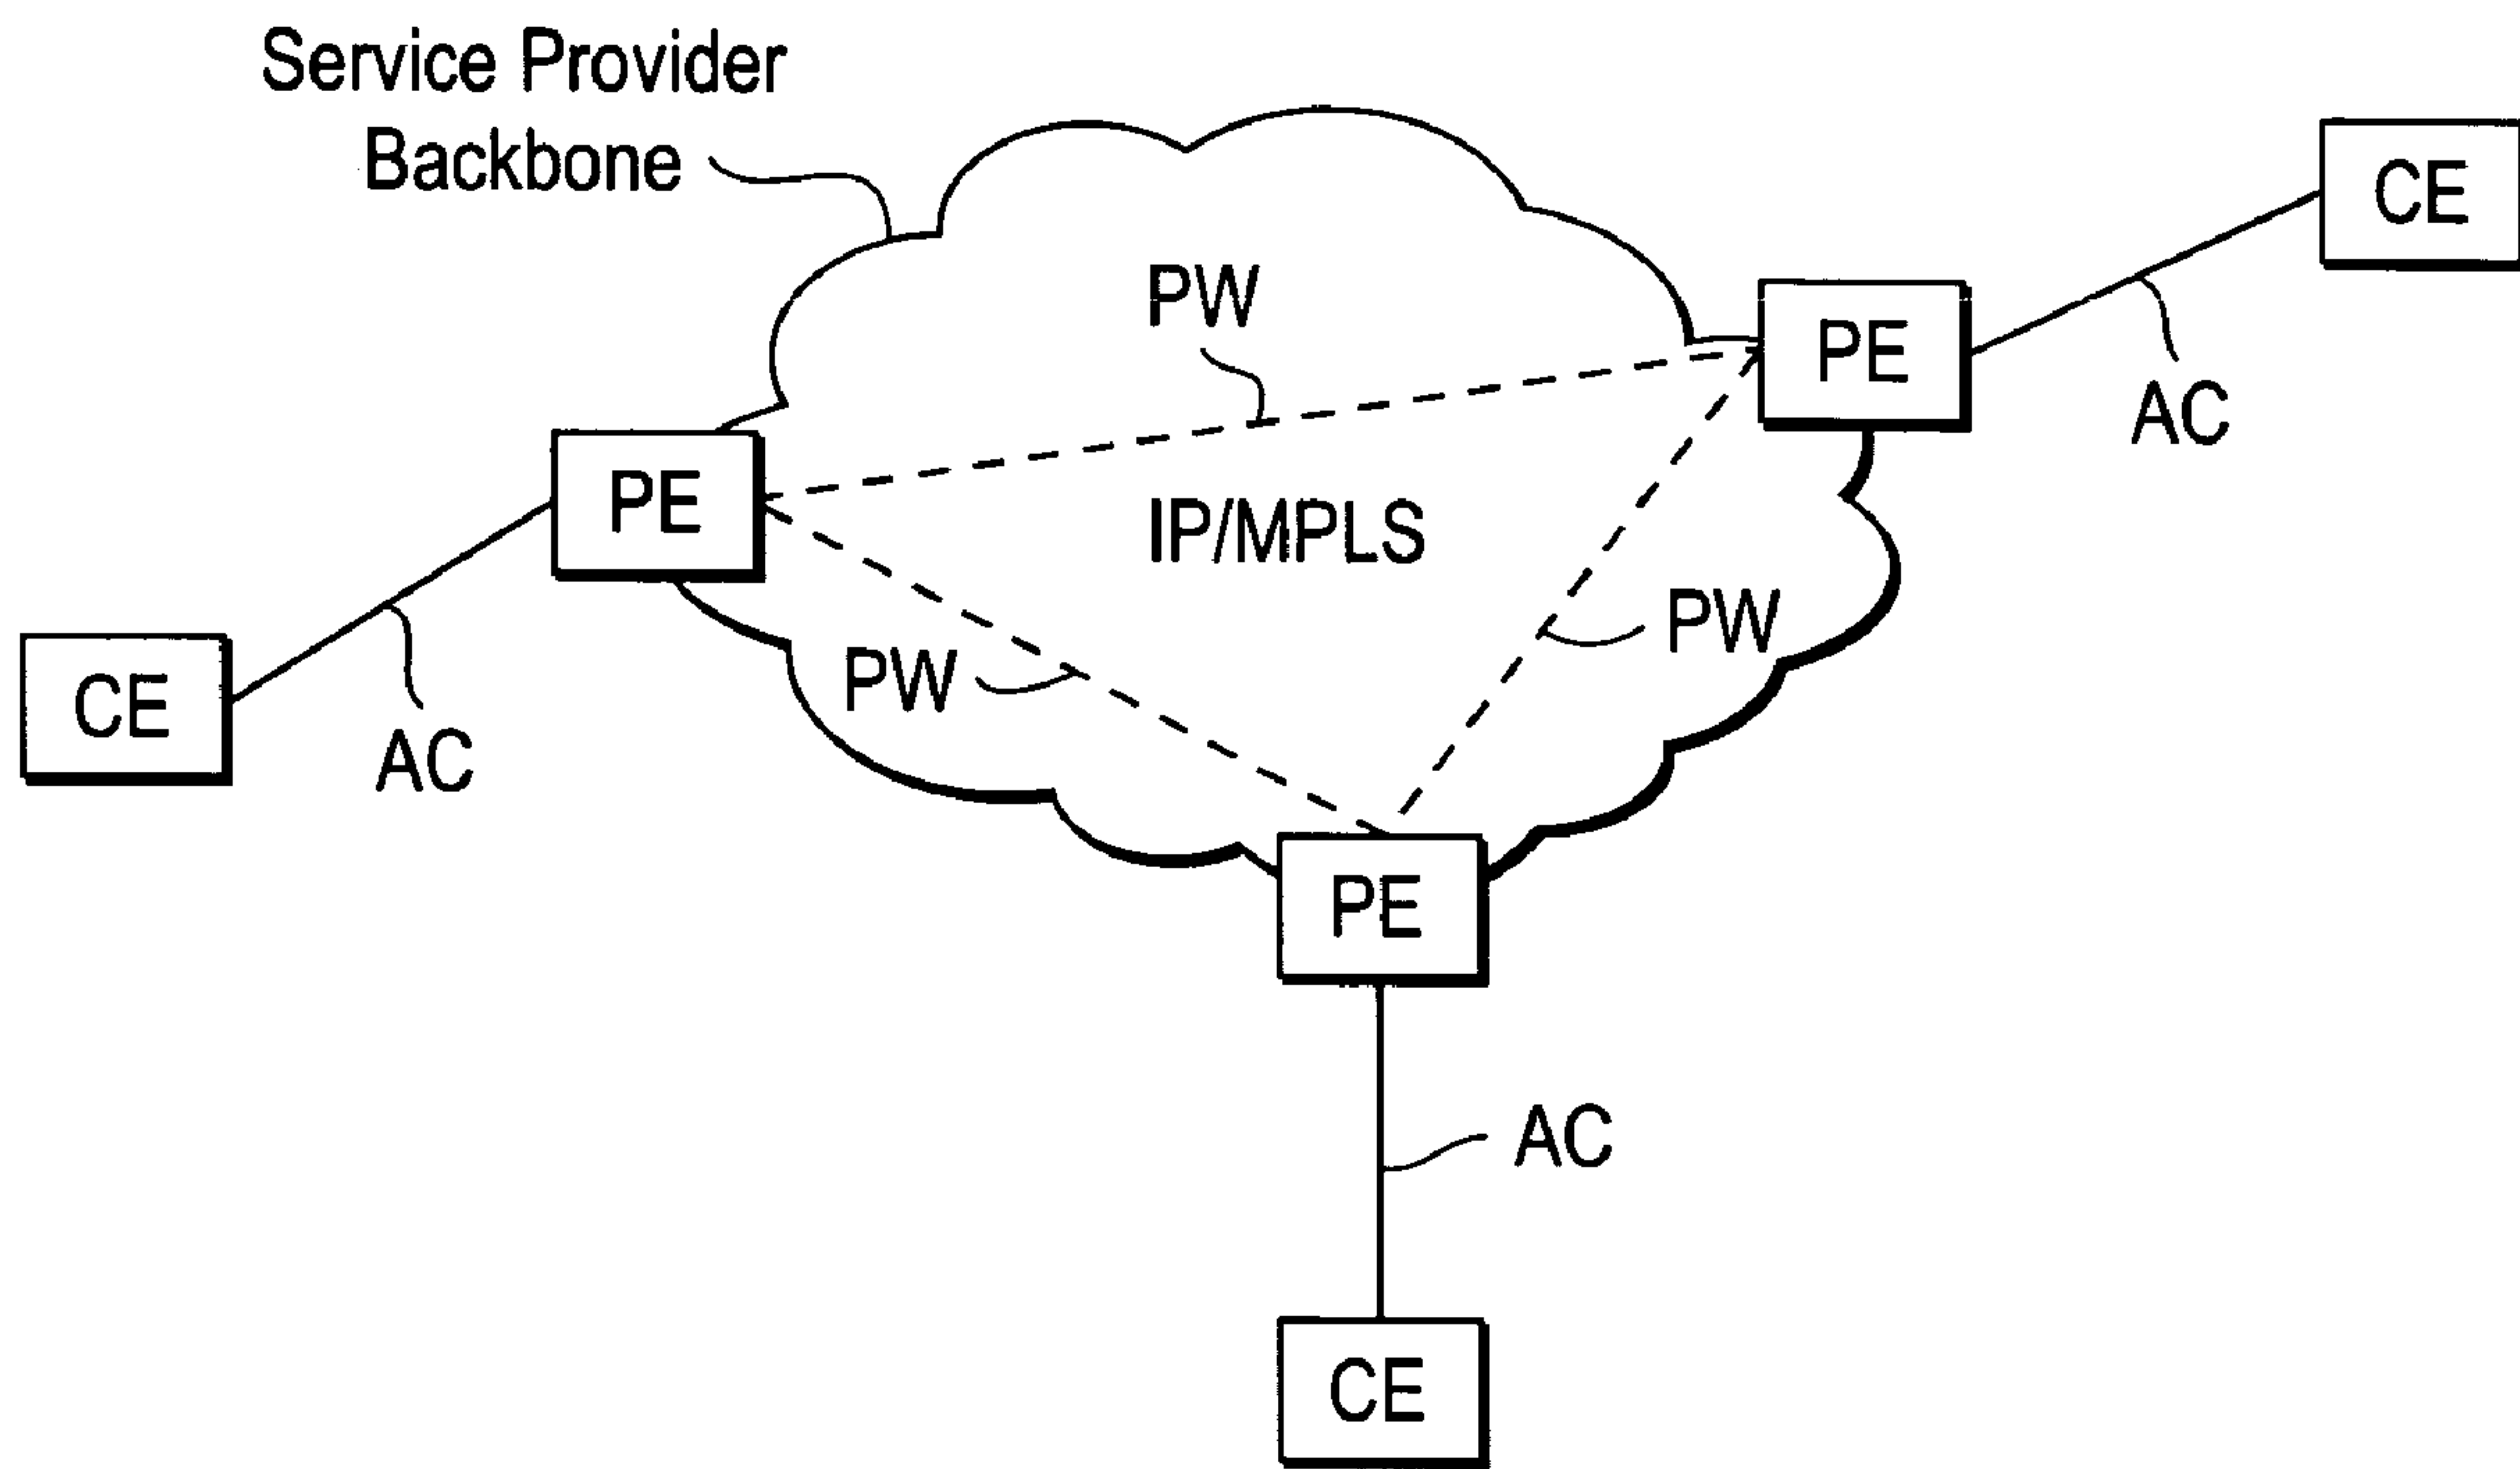 Service Provider
Backbone
CE
PW
PE
AC
PE
IP/MPLS
PW
PW
CE
AC
PE
AC
CE